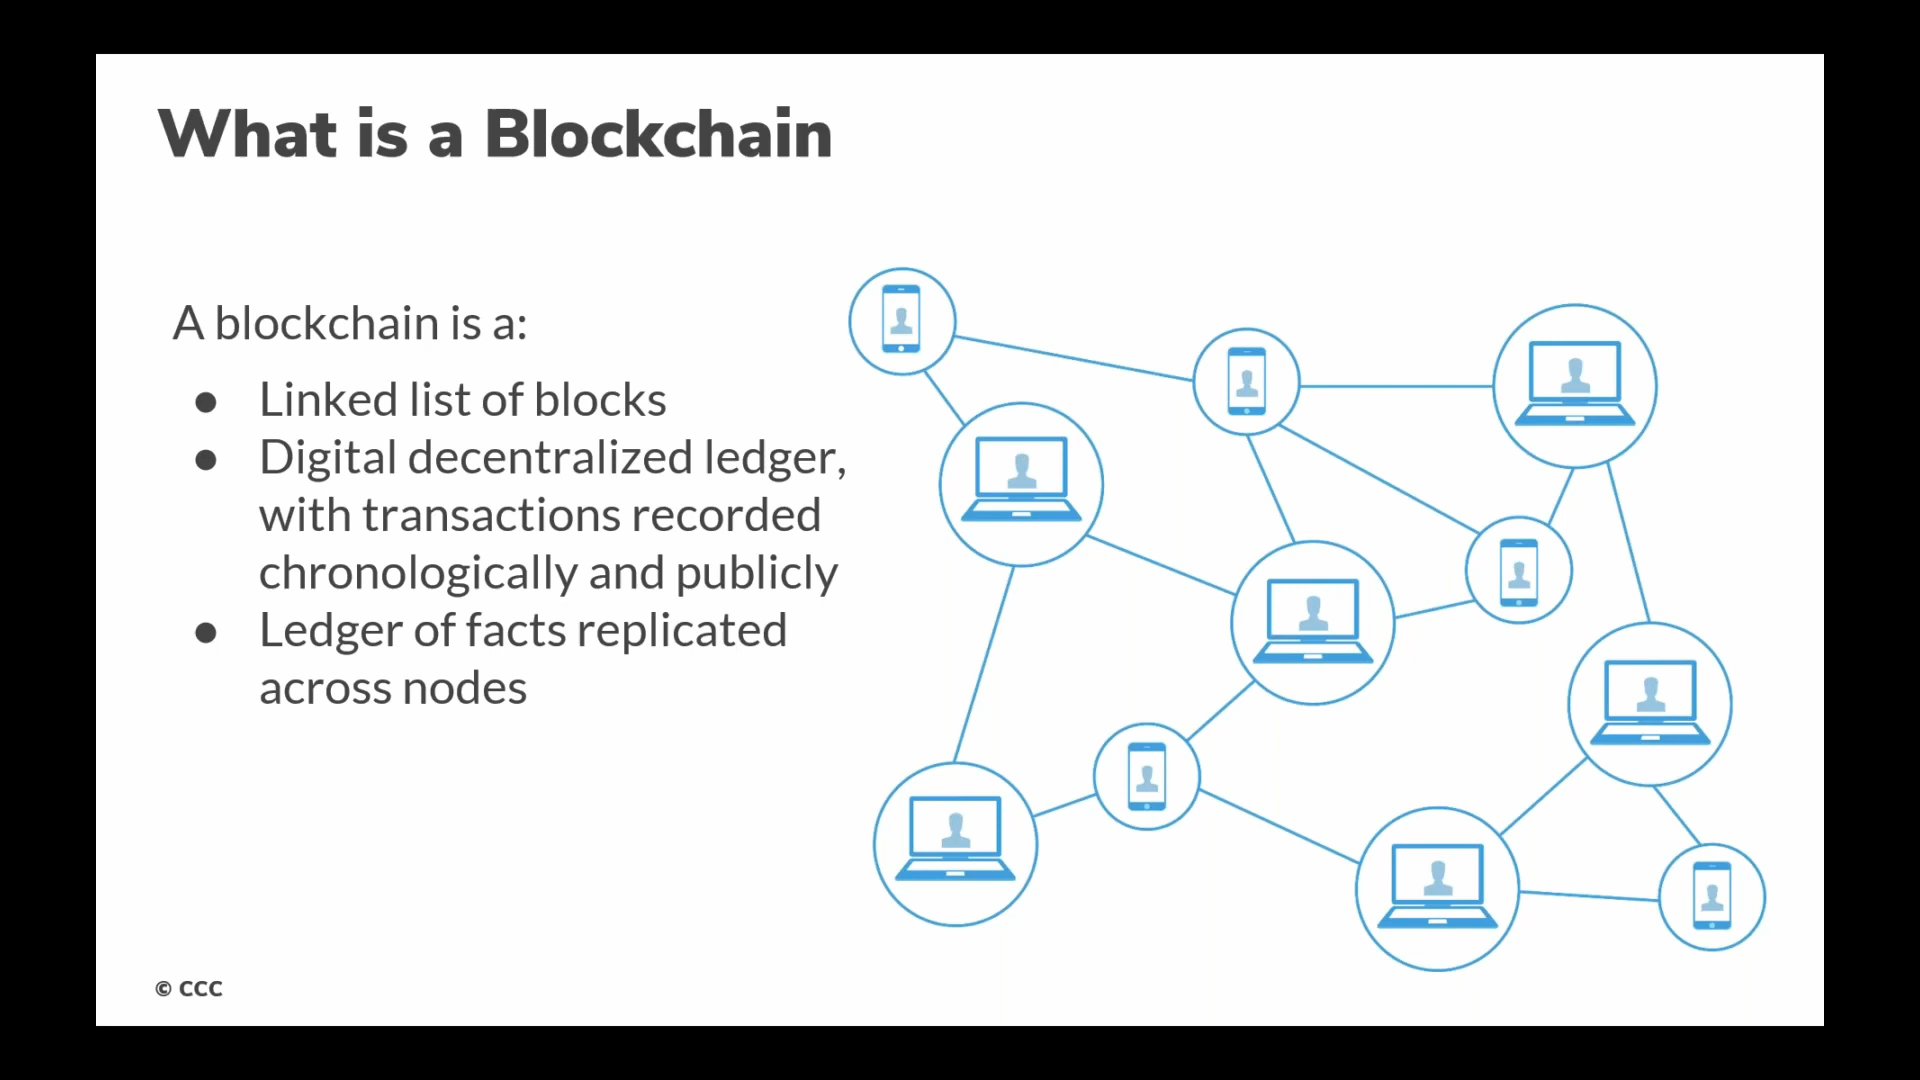 What is a Blockchain
A blockchain is a:
● Linked list of blocks
● Digital decentralized ledger,
with transactions recorded
chronologically and publicly
● Ledger of facts replicated
across nodes
© CCC